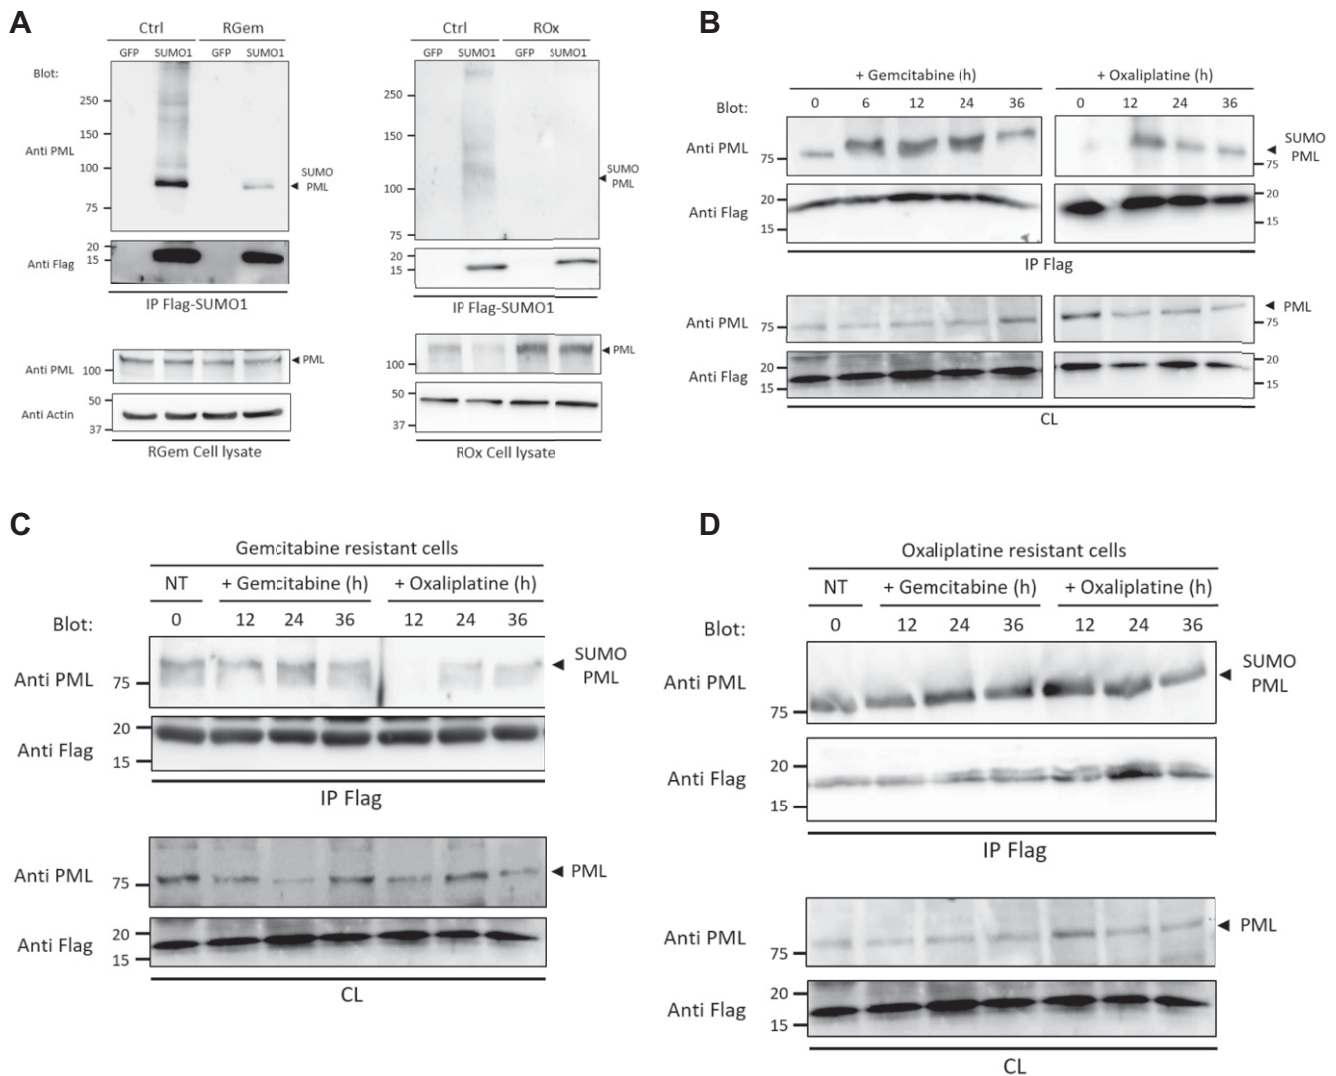 A
Ctrl RGem
GFP SUMO1 GFP SUMO1
Blot:
250
150
Anti PML
100
75
SUMO
◄ PML
20
15
Anti Flag
IP Flag-SUMO1
Anti PML
100
◄ PML
50
Anti Actin
37
RGem Cell lysate
Ctrl ROx
GFP SUMO1 GFP SUMO1
250
150
100
75
SUMO
◄ PML
20
15
IP Flag-SUMO1
100
◄ PML
50
37
ROx Cell lysate
B
+ Gemcitabine (h) + Oxaliplatine (h)
Blot: 0 6 12 24 36 0 12 24 36
Anti PML
75
75
SUMO
◄ PML
Anti Flag
20
15
20
15
IP Flag
Anti PML
75
75
◄ PML
Anti Flag
20
15
20
15
CL
C
Gemcitabine resistant cells
NT + Gemcitabine (h) + Oxaliplatine (h)
Blot: 0 12 24 36 12 24 36
Anti PML
75
◄ SUMO
PML
20
Anti Flag
15
IP Flag
Anti PML
75
◄ PML
20
Anti Flag
15
CL
D
Oxaliplatine resistant cells
NT + Gemcitabine (h) + Oxaliplatine (h)
Blot: 0 12 24 36 12 24 36
Anti PML
75
◄ SUMO
PML
20
Anti Flag
15
IP Flag
Anti PML
75
◄ PML
20
Anti Flag
15
CL